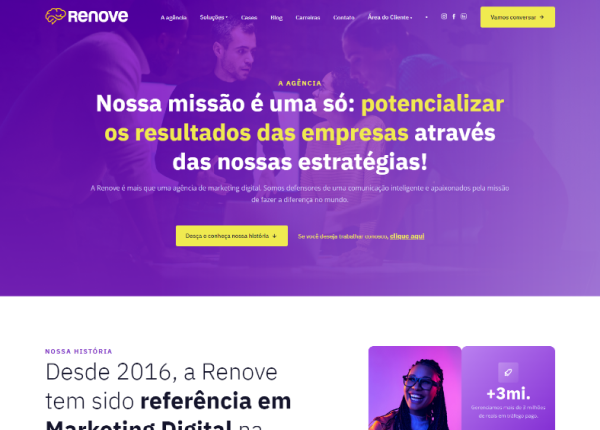 Renove
A agência Soluções Cases Blog Carreiras Contato Área do Cliente
Vamos conversar →
A AGÊNCIA
Nossa missão é uma só: potencializar
os resultados das empresas através
das nossas estratégias!
A Renove é mais que uma agência de marketing digital. Somos defensores de uma comunicação inteligente e apaixonados pela missão
de fazer a diferença no mundo.
Desça e conheça nossa história ↓
Se você deseja trabalhar conosco, clique aqui
NOSSA HISTÓRIA
Desde 2016, a Renove
tem sido referência em
Marketing Digital na
+3mi.
Gerenciamos mais de 3 milhões
de reais em tráfego pago.